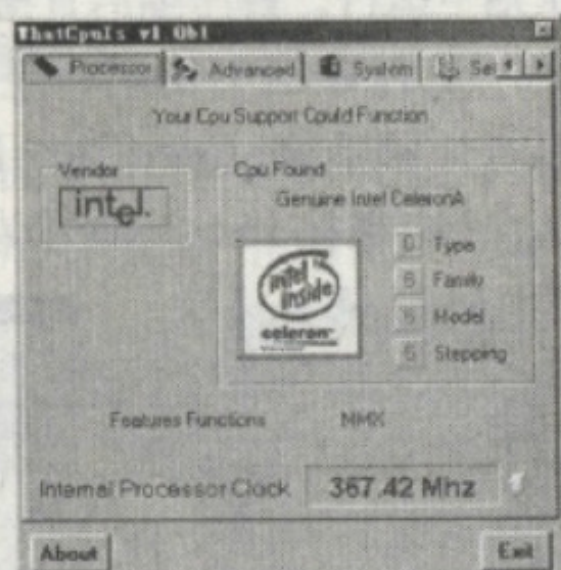 ThatCpuIs v1.0b1
Processor Advanced System Se
Your Cpu Support Cpuid Function
Vendor
intel.
Cpu Found
Genuine Intel CeleronA
intel inside
celeron
0 Type
6 Family
6 Model
5 Stepping
Features Functions MMX
Internal Processor Clock 367.42 Mhz
About Exit